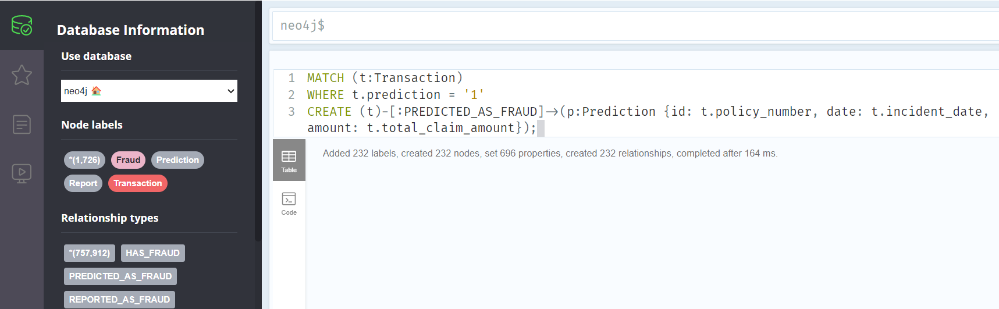 Database Information
Use database
neo4j
Node labels
*(1,726) Fraud Prediction
Report Transaction
Relationship types
*(757,912) HAS_FRAUD
PREDICTED_AS_FRAUD
REPORTED_AS_FRAUD
neo4j$
1 MATCH (t:Transaction)
2 WHERE t.prediction = '1'
3 CREATE (t)-[:PREDICTED_AS_FRAUD]->(p:Prediction {id: t.policy_number, date: t.incident_date,
amount: t.total_claim_amount});
Table
Code
Added 232 labels, created 232 nodes, set 696 properties, created 232 relationships, completed after 164 ms.